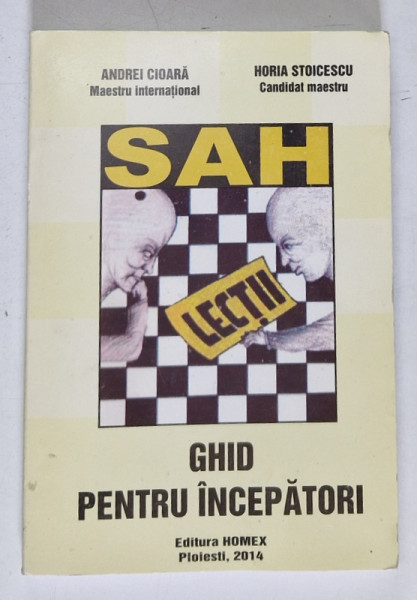 ANDREI CIOARĂ
Maestru internațional
HORIA STOICESCU
Candidat maestru
SAH
LECȚII
GHID
PENTRU ÎNCEPĂTORI
Editura HOMEX
Ploiesti, 2014